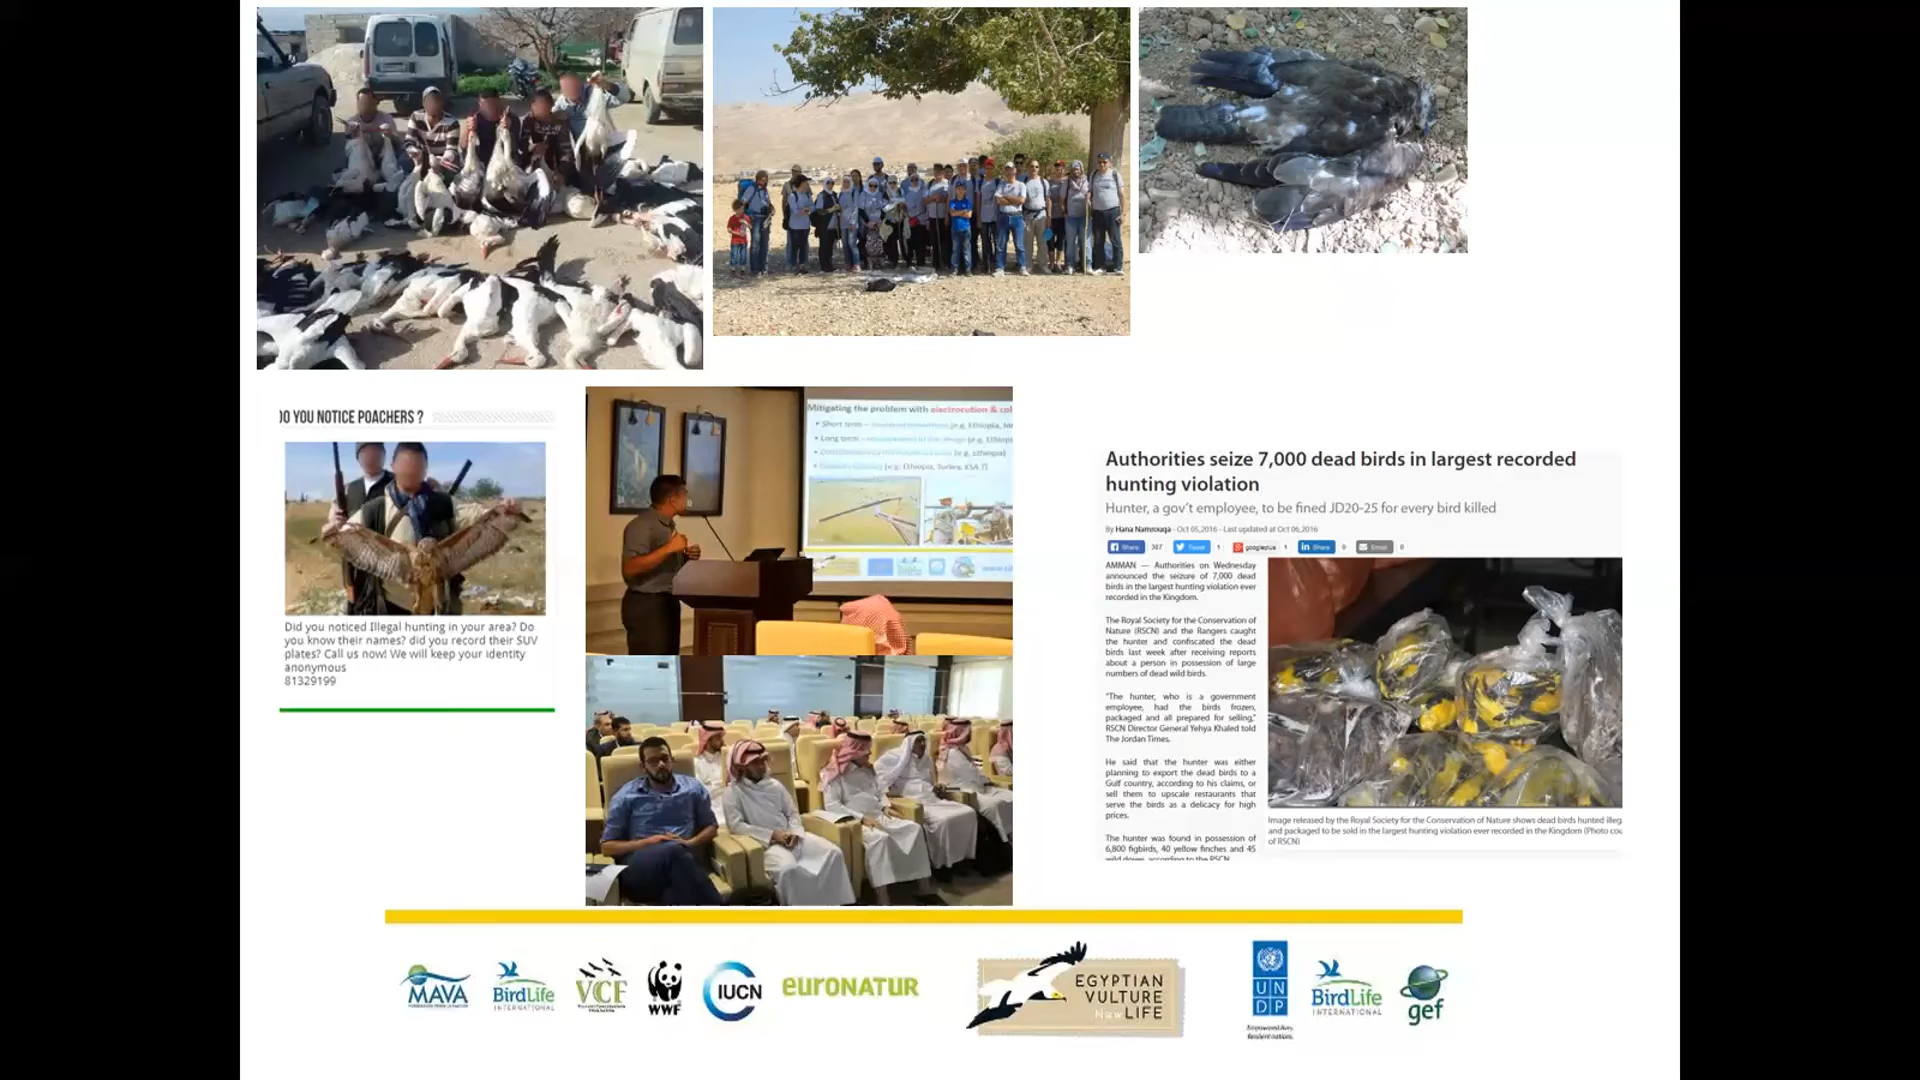 DO YOU NOTICE POACHERS ?
Did you noticed Illegal hunting in your area? Do
you know their names? did you record their SUV
plates? Call us now! We will keep your identity
anonymous
81329199
Mitigating the problem with
Short term –
Long term –
Authorities seize 7,000 dead birds in largest recorded
hunting violation
Hunter, a gov't employee, to be fined JD20-25 for every bird killed
By Hana Namrouqa - Oct 05,2016 - Last updated at Oct 06,2016
Share 307 Tweet 1 googleplus 1 Share 0 Email 0
AMMAN — Authorities on Wednesday
announced the seizure of 7,000 dead
birds in the largest hunting violation ever
recorded in the Kingdom.
The Royal Society for the Conservation of
Nature (RSCN) and the Rangers caught
the hunter and confiscated the dead
birds last week after receiving reports
about a person in possession of large
numbers of dead wild birds.
"The hunter, who is a government
employee, had the birds frozen,
packaged and all prepared for selling,"
RSCN Director General Yehya Khaled told
The Jordan Times.
He said that the hunter was either
planning to export the dead birds to a
Gulf country, according to his claims, or
sell them to upscale restaurants that
serve the birds as a delicacy for high
prices.
The hunter was found in possession of
6,800 figbirds, 40 yellow finches and 45
wild doves, according to the RSCN
Image released by the Royal Society for the Conservation of Nature shows dead birds hunted illeg
and packaged to be sold in the largest hunting violation ever recorded in the Kingdom (Photo cou
of RSCN)
MAVA
BirdLife
INTERNATIONAL
VCF
WWF
IUCN
euronatur
EGYPTIAN
VULTURE
New LIFE
UN
DP
Empowered lives.
Resilient nations.
BirdLife
INTERNATIONAL
gef